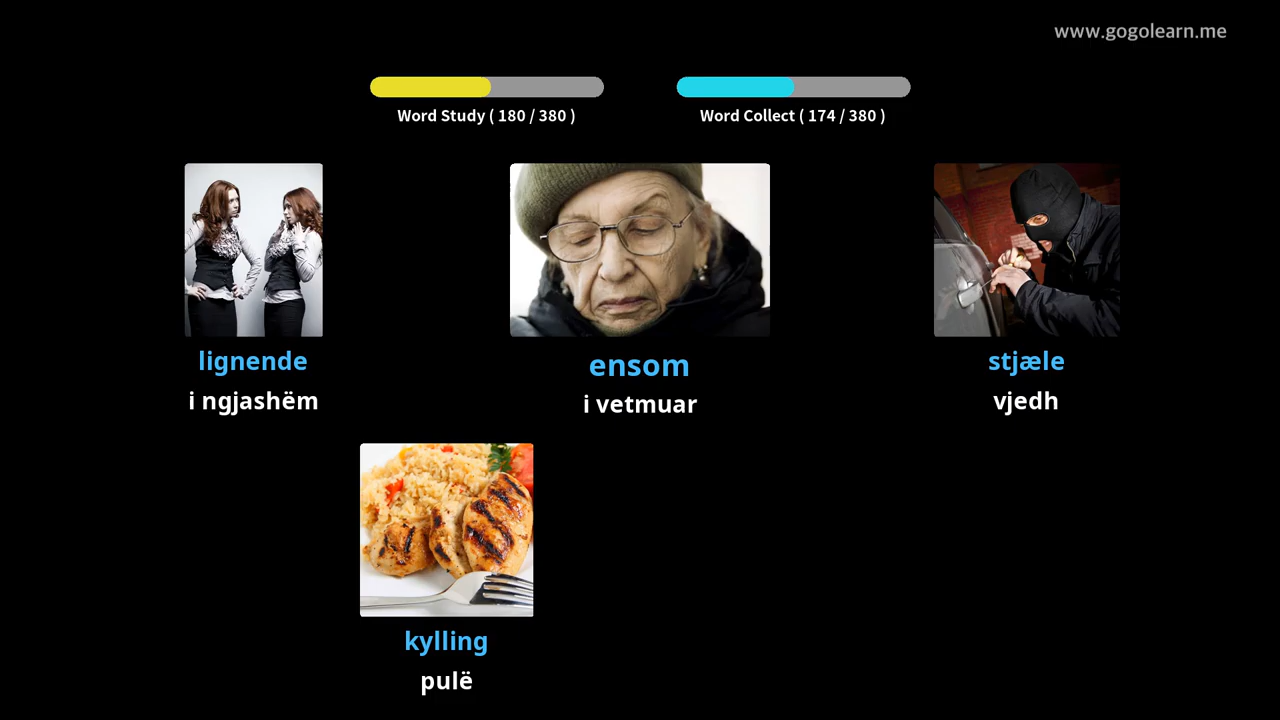 www.gogolearn.me
Word Study ( 180 / 380 )
Word Collect ( 174 / 380 )
lignende
i ngjashëm
ensom
i vetmuar
stjæle
vjedh
kylling
pulë